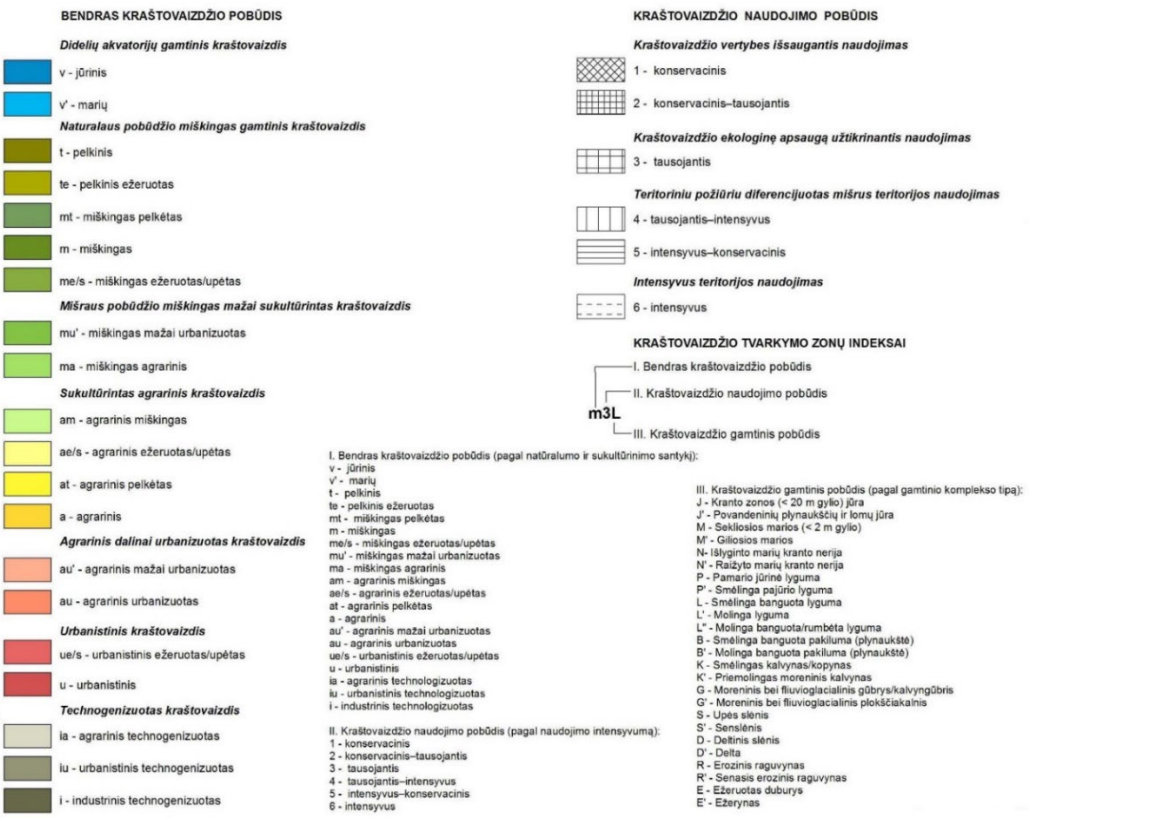 BENDRAS KRAŠTOVAIZDŽIO POBŪDIS
Didelių akvatorijų gamtinis kraštovaizdis
v - jūrinis
v' - marių
Naturalaus pobūdžio miškingas gamtinis kraštovaizdis
t - pelkinis
te - pelkinis ežeruotas
mt - miškingas pelkėtas
m - miškingas
me/s - miškingas ežeruotas/upėtas
Mišraus pobūdžio miškingas mažai sukultūrintas kraštovaizdis
mu' - miškingas mažai urbanizuotas
ma - miškingas agrarinis
Sukultūrintas agrarinis kraštovaizdis
am - agrarinis miškingas
ae/s - agrarinis ežeruotas/upėtas
at - agrarinis pelkėtas
a - agrarinis
Agrarinis dalinai urbanizuotas kraštovaizdis
au' - agrarinis mažai urbanizuotas
au - agrarinis urbanizuotas
Urbanistinis kraštovaizdis
ue/s - urbanistinis ežeruotas/upėtas
u - urbanistinis
Technogenizuotas kraštovaizdis
ia - agrarinis technogenizuotas
iu - urbanistinis technogenizuotas
i - industrinis technogenizuotas
KRAŠTOVAIZDŽIO NAUDOJIMO POBŪDIS
Kraštovaizdžio vertybes išsaugantis naudojimas
1 - konservacinis
2 - konservacinis–tausojantis
Kraštovaizdžio ekologinę apsaugą užtikrinantis naudojimas
3 - tausojantis
Teritoriniu požiūriu diferencijuotas mišrus teritorijos naudojimas
4 - tausojantis–intensyvus
5 - intensyvus–konservacinis
Intensyvus teritorijos naudojimas
6 - intensyvus
KRAŠTOVAIZDŽIO TVARKYMO ZONŲ INDEKSAI
I. Bendras kraštovaizdžio pobūdis
II. Kraštovaizdžio naudojimo pobūdis
m3L
III. Kraštovaizdžio gamtinis pobūdis
I. Bendras kraštovaizdžio pobūdis (pagal natūralumo ir sukultūrinimo santykį):
v - jūrinis
v' - marių
t - pelkinis
te - pelkinis ežeruotas
mt - miškingas pelkėtas
m - miškingas
me/s - miškingas ežeruotas/upėtas
mu' - miškingas mažai urbanizuotas
ma - miškingas agrarinis
am - agrarinis miškingas
ae/s - agrarinis ežeruotas/upėtas
at - agrarinis pelkėtas
a - agrarinis
au' - agrarinis mažai urbanizuotas
au - agrarinis urbanizuotas
ue/s - urbanistinis ežeruotas/upėtas
u - urbanistinis
ia - agrarinis technologizuotas
iu - urbanistinis technologizuotas
i - industrinis technologizuotas
II. Kraštovaizdžio naudojimo pobūdis (pagal naudojimo intensyvumą):
1 - konservacinis
2 - konservacinis–tausojantis
3 - tausojantis
4 - tausojantis–intensyvus
5 - intensyvus–konservacinis
6 - intensyvus
III. Kraštovaizdžio gamtinis pobūdis (pagal gamtinio komplekso tipą):
J - Kranto zonos (< 20 m gylio) jūra
J' - Povandeninių plynaukščių ir lomų jūra
M - Sekliosios marios (< 2 m gylio)
M' - Giliosios marios
N- Išlyginto marių kranto nerija
N' - Raižyto marių kranto nerija
P - Pamario jūrinė lyguma
P' - Smėlinga pajūrio lyguma
L - Smėlinga banguota lyguma
L' - Molinga lyguma
L" - Molinga banguota/rumbėta lyguma
B - Smėlinga banguota pakiluma (plynaukštė)
B' - Molinga banguota pakiluma (plynaukštė)
K - Smėlingas kalvynas/kopynas
K' - Priemolingas moreninis kalvynas
G - Moreninis bei fliuvioglacialinis gūbrys/kalvyngūbris
G' - Moreninis bei fliuvioglacialinis plokščiakalnis
S - Upės slėnis
S' - Senslėnis
D - Deltinis slėnis
D' - Delta
R - Erozinis raguvynas
R' - Senasis erozinis raguvynas
E - Ežeruotas duburys
E' - Ežerynas